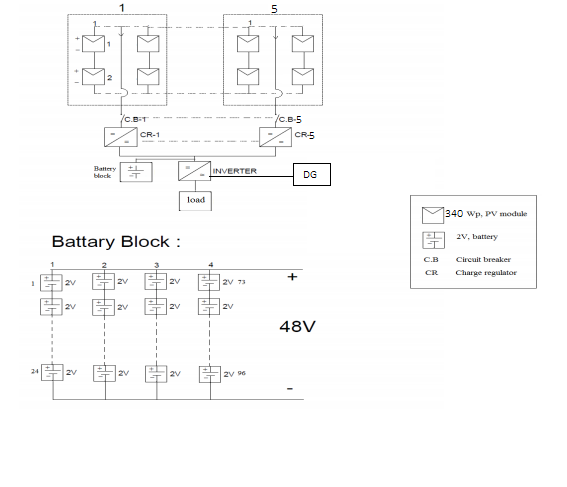 1 5
1 1
+
−
1
+
−
2
C.B-1 C.B-5
CR-1 CR-5
Battery
block
INVERTER
DG
load
340 Wp, PV module
2V, battery
C.B Circuit breaker
CR Charge regulator
Battary Block :
1 2 3 4
1 2V 2V 2V 2V 73
+
2V 2V 2V 2V
48V
24 2V 2V 2V 2V 96
−